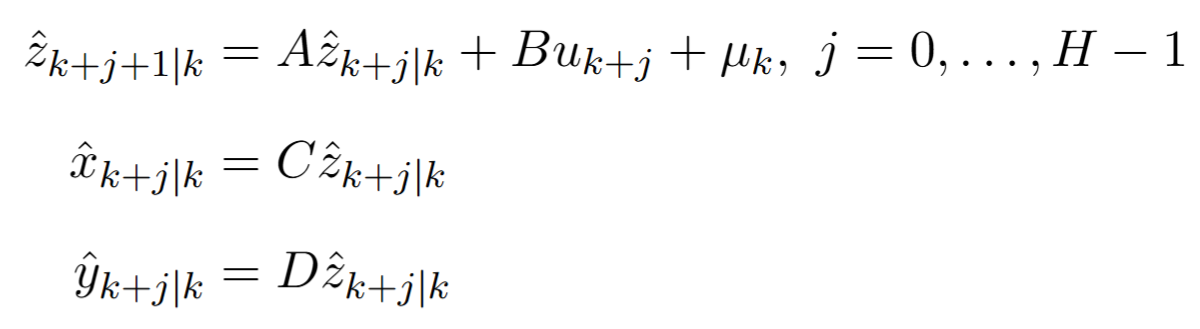 ẑ_{k+j+1|k} = Aẑ_{k+j|k} + Bu_{k+j} + μ_k, j = 0, . . . , H − 1
x̂_{k+j|k} = Cẑ_{k+j|k}
ŷ_{k+j|k} = Dẑ_{k+j|k}